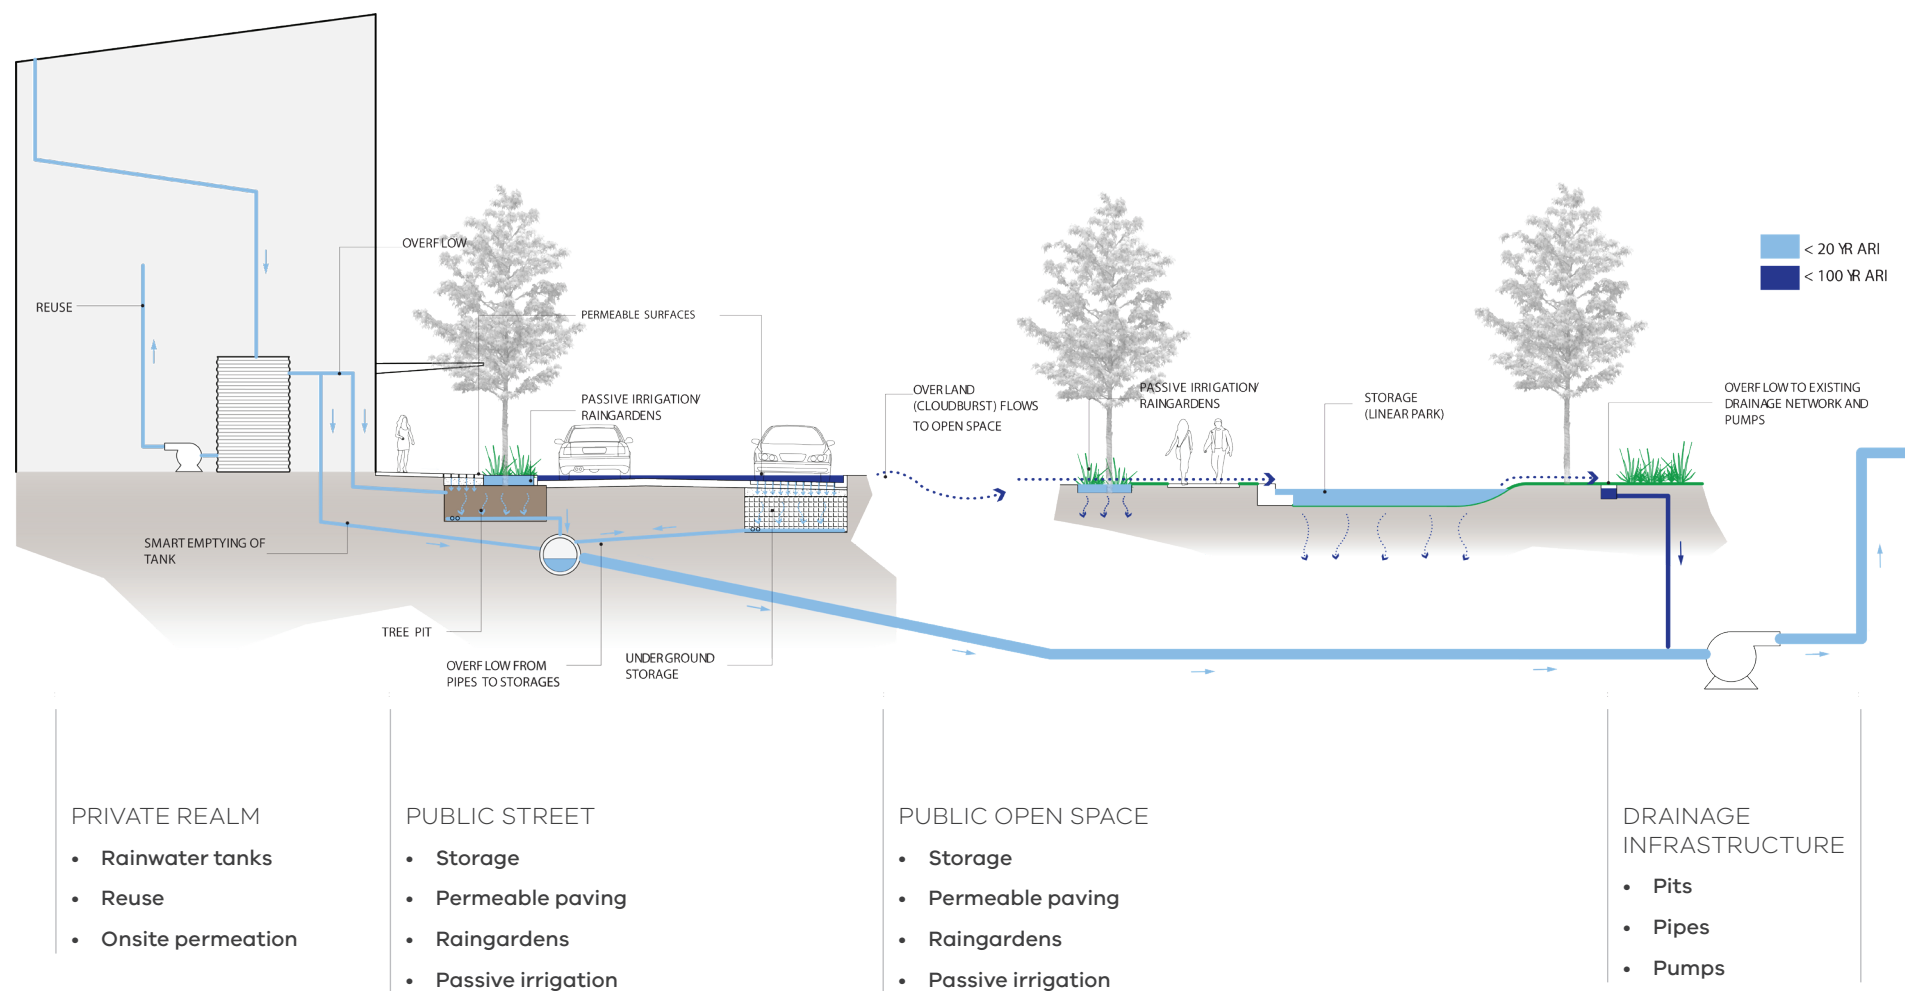 OVERFLOW
REUSE
PERMEABLE SURFACES
PASSIVE IRRIGATION/
RAINGARDENS
OVERLAND
(CLOUDBURST) FLOWS
TO OPEN SPACE
PASSIVE IRRIGATION/
RAINGARDENS
STORAGE
(LINEAR PARK)
OVERFLOW TO EXISTING
DRAINAGE NETWORK AND
PUMPS
< 20 YR ARI
< 100 YR ARI
SMART EMPTYING OF
TANK
TREE PIT
OVERFLOW FROM
PIPES TO STORAGES
UNDERGROUND
STORAGE
PRIVATE REALM
• Rainwater tanks
• Reuse
• Onsite permeation
PUBLIC STREET
• Storage
• Permeable paving
• Raingardens
• Passive irrigation
PUBLIC OPEN SPACE
• Storage
• Permeable paving
• Raingardens
• Passive irrigation
DRAINAGE
INFRASTRUCTURE
• Pits
• Pipes
• Pumps